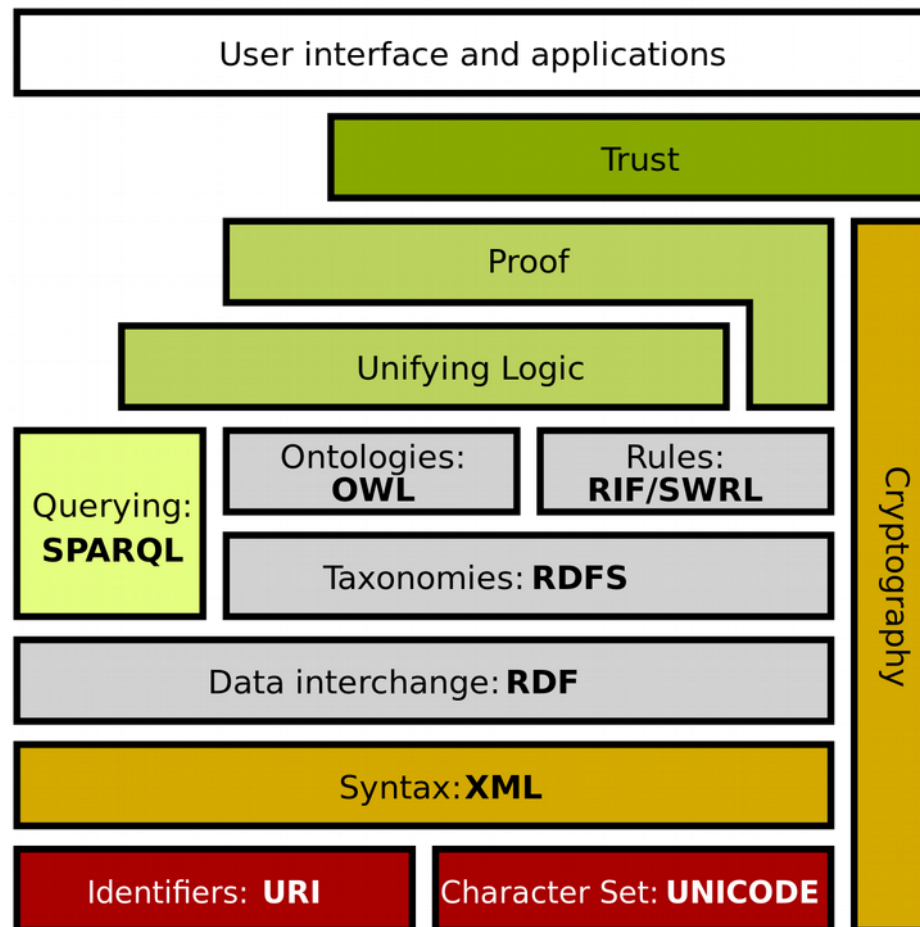 User interface and applications
Trust
Proof
Unifying Logic
Ontologies:
OWL
Rules:
RIF/SWRL
Querying:
SPARQL
Taxonomies: RDFS
Cryptography
Data interchange: RDF
Syntax: XML
Identifiers: URI
Character Set: UNICODE